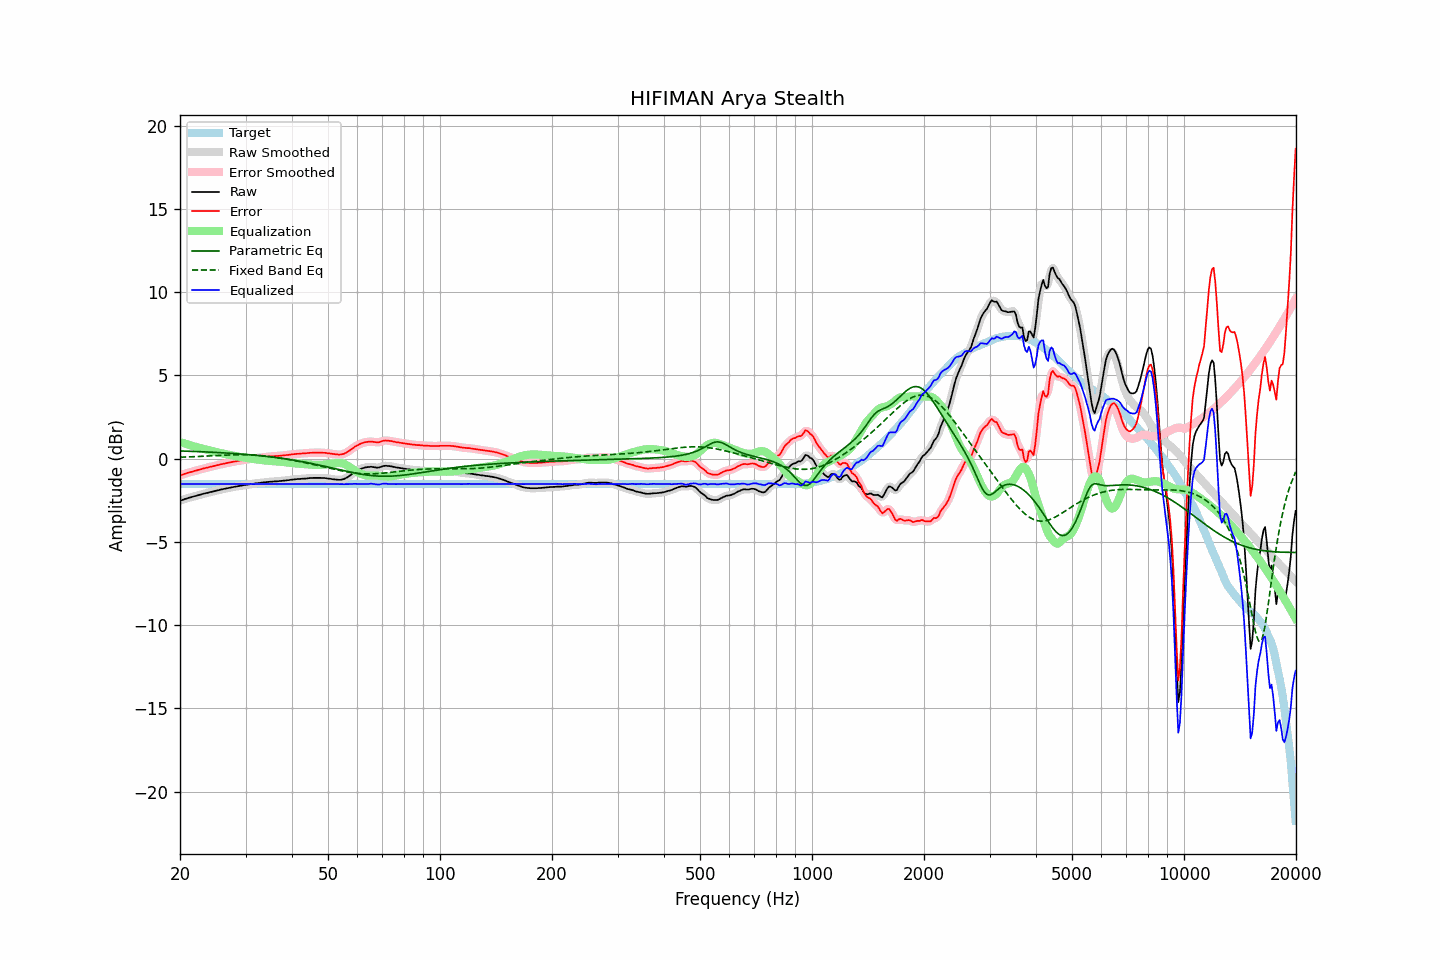 HIFIMAN Arya Stealth
Target
Raw Smoothed
Error Smoothed
Raw
Error
Equalization
Parametric Eq
Fixed Band Eq
Equalized
20
15
10
5
0
−5
−10
−15
−20
Amplitude (dBr)
20
50
100
200
500
1000
2000
5000
10000
20000
Frequency (Hz)